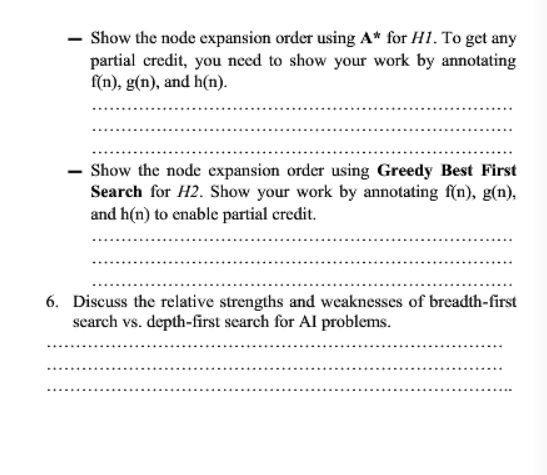 – Show the node expansion order using A* for H1. To get any
partial credit, you need to show your work by annotating
f(n), g(n), and h(n).
– Show the node expansion order using Greedy Best First
Search for H2. Show your work by annotating f(n), g(n),
and h(n) to enable partial credit.
6. Discuss the relative strengths and weaknesses of breadth-first
search vs. depth-first search for AI problems.